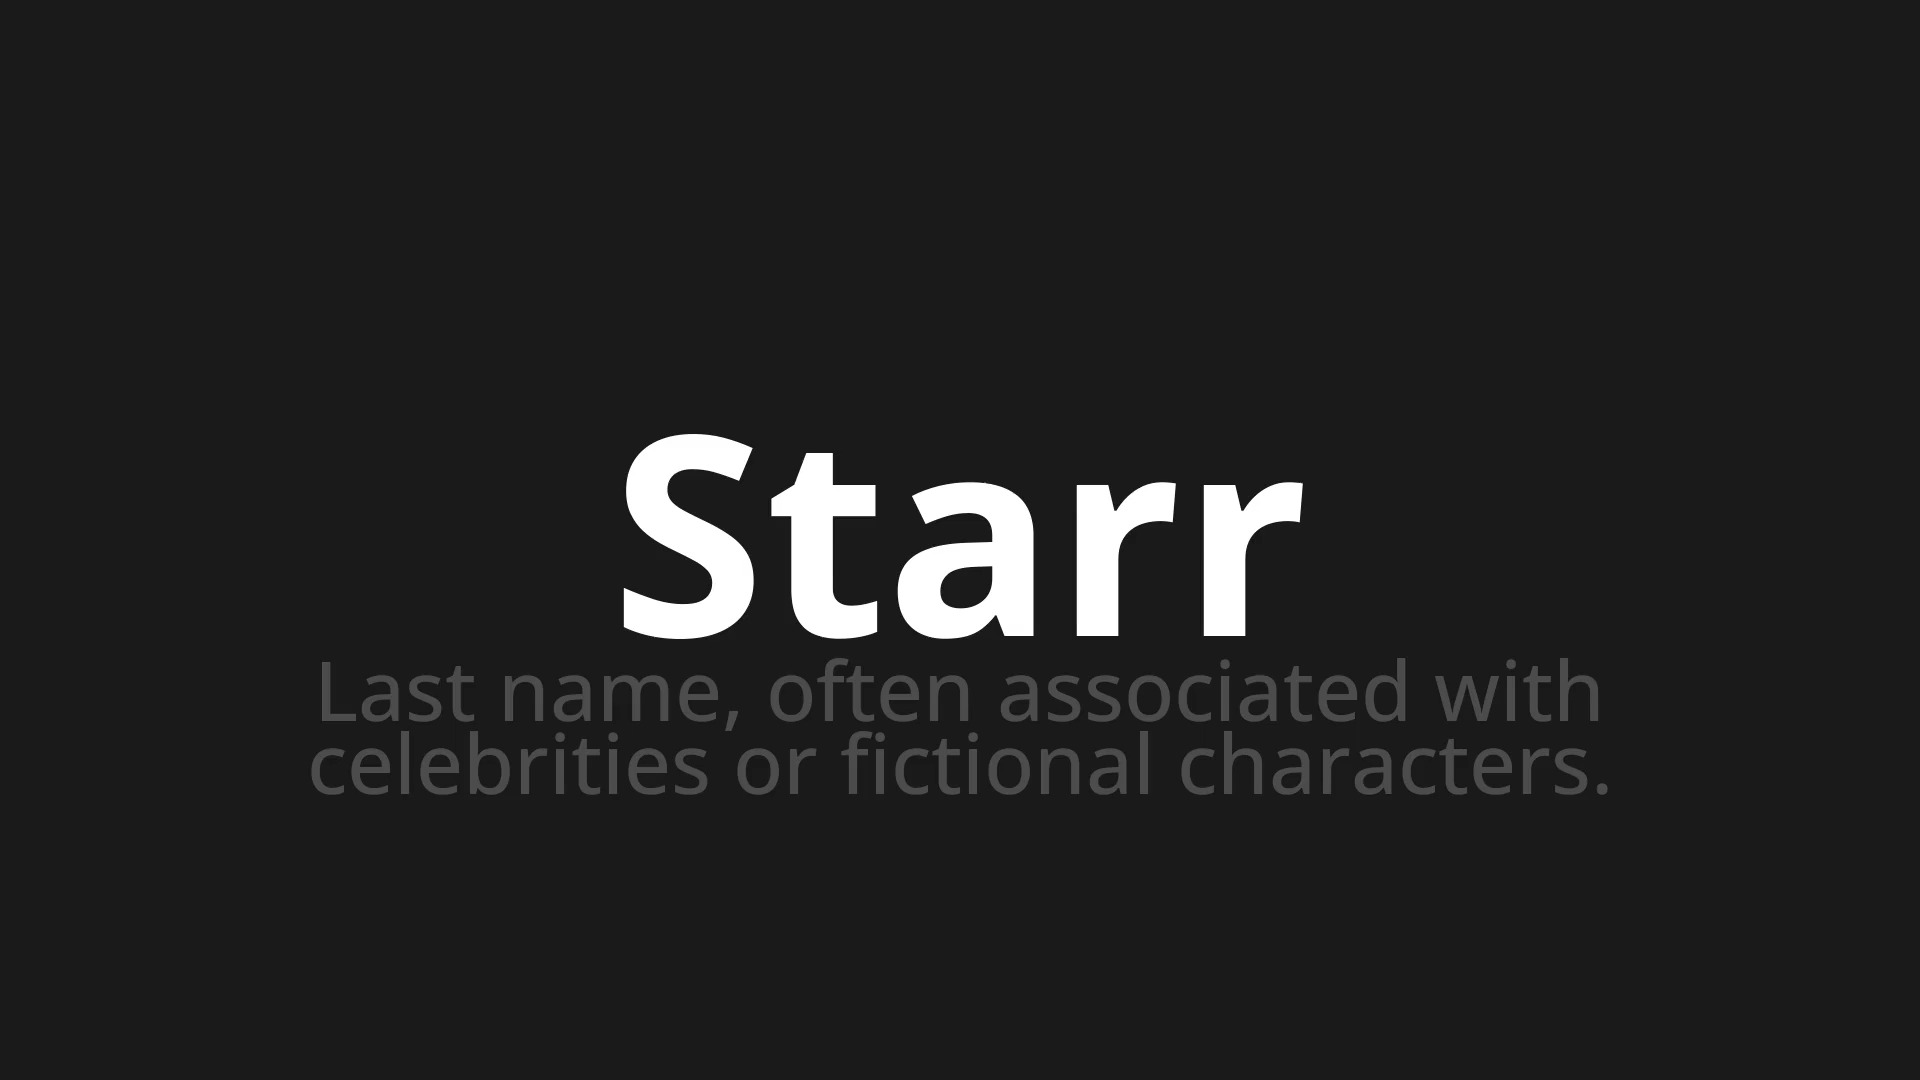 Starr
Last name, often associated with
celebrities or fictional characters.